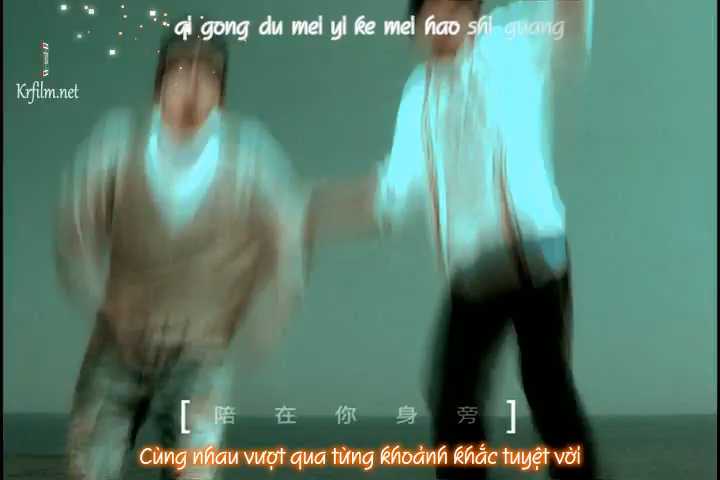 qi gong du mei yi ke mei hao shi guang
Krfilm.net
[ 陪 在 你 身 旁 ]
Cùng nhau vượt qua từng khoảnh khắc tuyệt vời